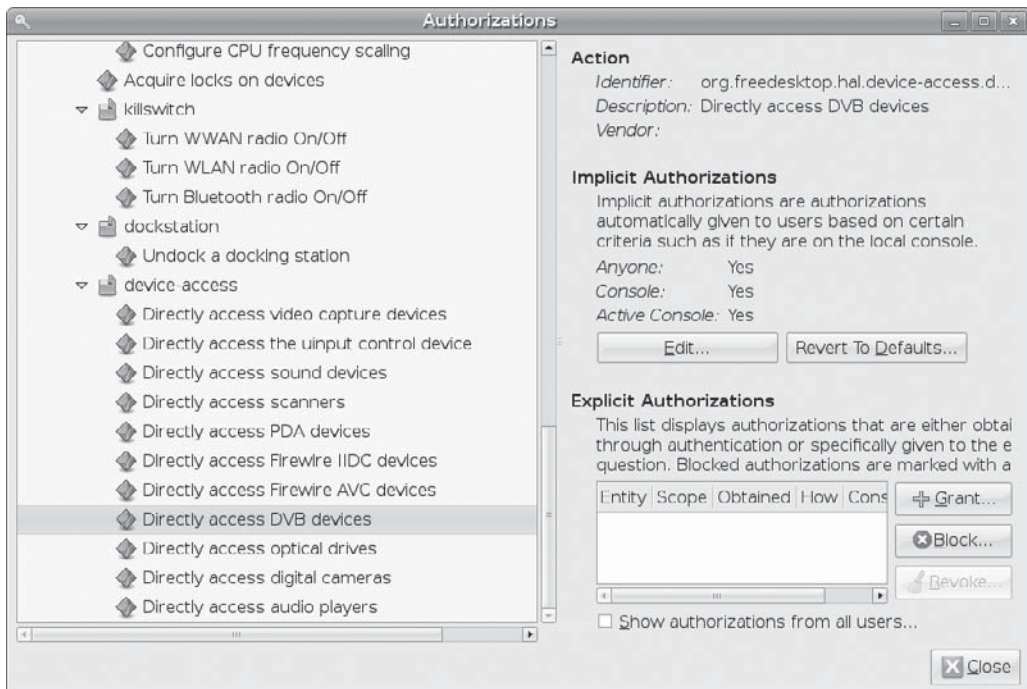 Authorizations
Configure CPU frequency scaling
Acquire locks on devices
killswitch
Turn WWAN radio On/Off
Turn WLAN radio On/Off
Turn Bluetooth radio On/Off
dockstation
Undock a docking station
device-access
Directly access video capture devices
Directly access the uinput control device
Directly access sound devices
Directly access scanners
Directly access PDA devices
Directly access Firewire IIDC devices
Directly access Firewire AVC devices
Directly access DVB devices
Directly access optical drives
Directly access digital cameras
Directly access audio players
Action
Identifier: org.freedesktop.hal.device-access.d...
Description: Directly access DVB devices
Vendor:
Implicit Authorizations
Implicit authorizations are authorizations
automatically given to users based on certain
criteria such as if they are on the local console.
Anyone: Yes
Console: Yes
Active Console: Yes
Edit... Revert To Defaults...
Explicit Authorizations
This list displays authorizations that are either obtai
through authentication or specifically given to the e
question. Blocked authorizations are marked with a
Entity Scope Obtained How Cons
Grant...
Block...
Revoke...
Show authorizations from all users...
Close